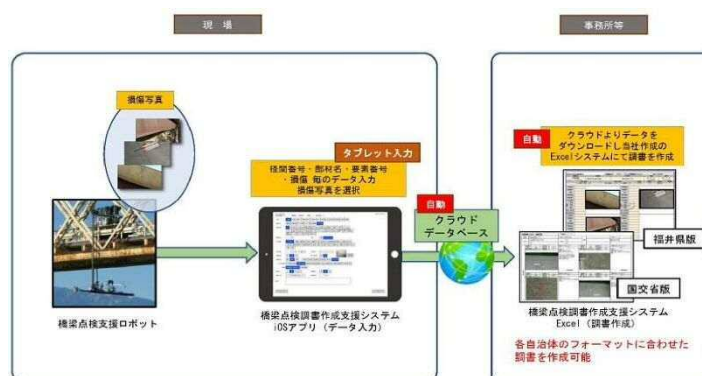 現 場
事務所等
損傷写真
タブレット入力
径間番号・部材名・要素番号
・損傷 毎のデータ入力
損傷写真を選択
自動
クラウド
データベース
自動
クラウドよりデータを
ダウンロードし当社作成の
Excelシステムにて調書を作成
福井県版
国交省版
橋梁点検支援ロボット
橋梁点検調書作成支援システム
iOSアプリ（データ入力）
橋梁点検調書作成支援システム
Excel（調書作成）
各自治体のフォーマットに合わせた
調書を作成可能